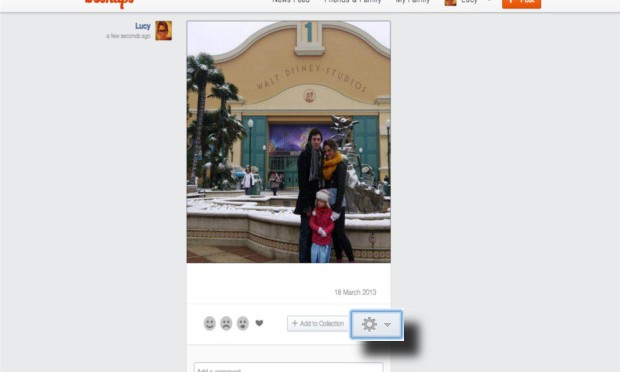 News Feed Friends & Family My Family Lucy + Post
Lucy
a few seconds ago
1
WALT DISNEY STUDIOS
18 March 2013
+ Add to Collection
Add a comment